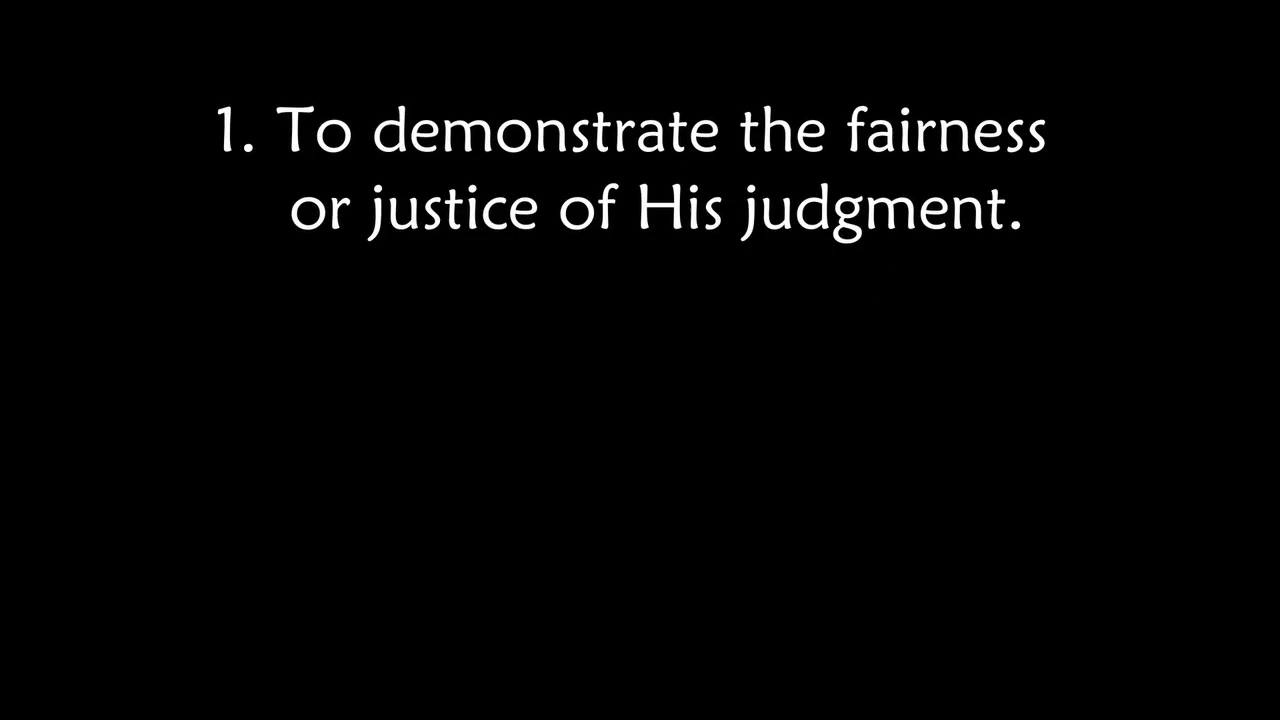 1. To demonstrate the fairness
or justice of His judgment.